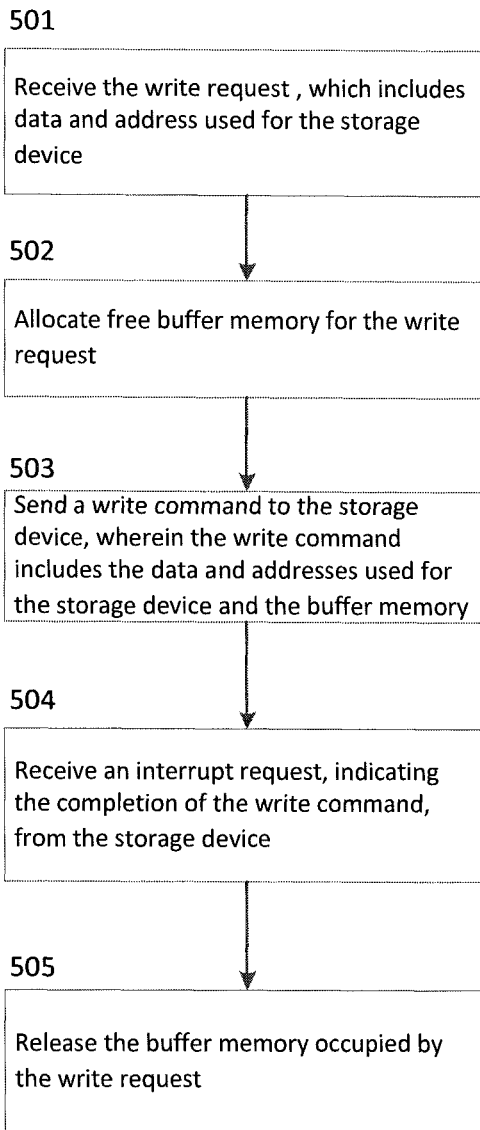 501
Receive the write request , which includes
data and address used for the storage
device
502
Allocate free buffer memory for the write
request
503
Send a write command to the storage
device, wherein the write command
includes the data and addresses used for
the storage device and the buffer memory
504
Receive an interrupt request, indicating
the completion of the write command,
from the storage device
505
Release the buffer memory occupied by
the write request